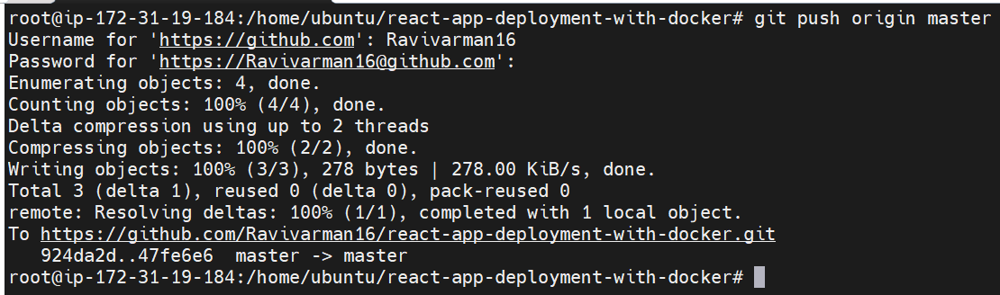 root@ip-172-31-19-184:/home/ubuntu/react-app-deployment-with-docker# git push origin master
Username for 'https://github.com': Ravivarman16
Password for 'https://Ravivarman16@github.com':
Enumerating objects: 4, done.
Counting objects: 100% (4/4), done.
Delta compression using up to 2 threads
Compressing objects: 100% (2/2), done.
Writing objects: 100% (3/3), 278 bytes | 278.00 KiB/s, done.
Total 3 (delta 1), reused 0 (delta 0), pack-reused 0
remote: Resolving deltas: 100% (1/1), completed with 1 local object.
To https://github.com/Ravivarman16/react-app-deployment-with-docker.git
   924da2d..47fe6e6  master -> master
root@ip-172-31-19-184:/home/ubuntu/react-app-deployment-with-docker#